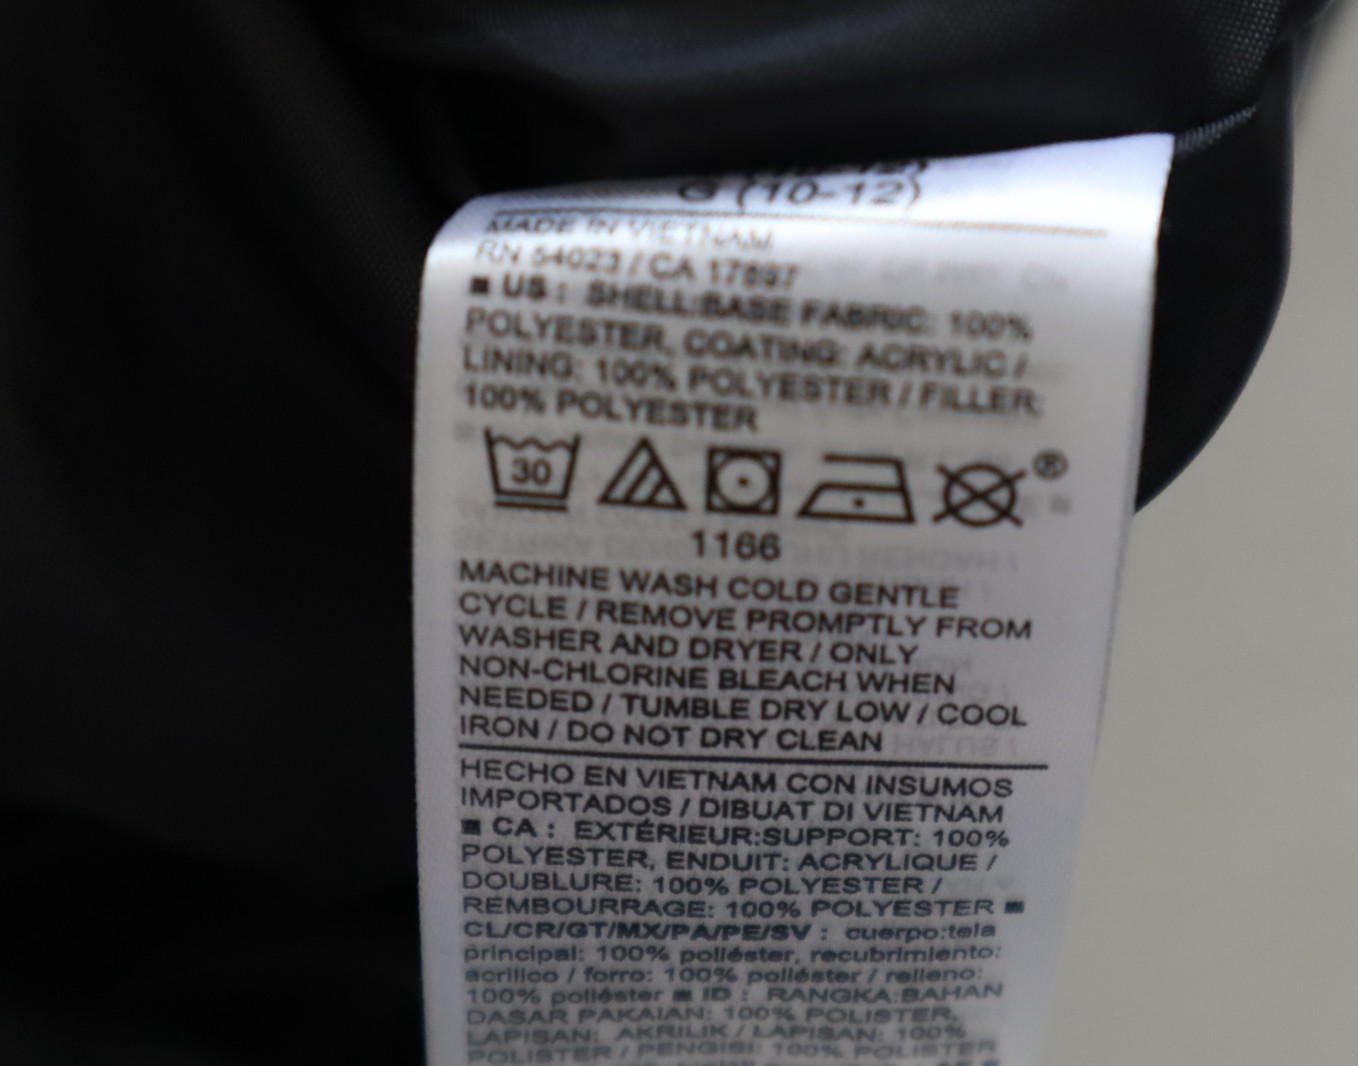 G (10-12)
MADE IN VIETNAM
RN 54023 / CA 17897
■ US : SHELL:BASE FABRIC: 100%
POLYESTER, COATING: ACRYLIC /
LINING: 100% POLYESTER / FILLER:
100% POLYESTER
30
®
1166
MACHINE WASH COLD GENTLE
CYCLE / REMOVE PROMPTLY FROM
WASHER AND DRYER / ONLY
NON-CHLORINE BLEACH WHEN
NEEDED / TUMBLE DRY LOW / COOL
IRON / DO NOT DRY CLEAN
HECHO EN VIETNAM CON INSUMOS
IMPORTADOS / DIBUAT DI VIETNAM
■ CA : EXTÉRIEUR:SUPPORT: 100%
POLYESTER, ENDUIT: ACRYLIQUE /
DOUBLURE: 100% POLYESTER /
REMBOURRAGE: 100% POLYESTER ■
CL/CR/GT/MX/PA/PE/SV : cuerpo:tela
principal: 100% poliéster, recubrimiento:
acrílico / forro: 100% poliéster / relleno:
100% poliéster ■ ID : RANGKA:BAHAN
DASAR PAKAIAN: 100% POLISTER,
LAPISAN: AKRILIK / LAPISAN: 100%
POLISTER / PENGISI: 100% POLISTER